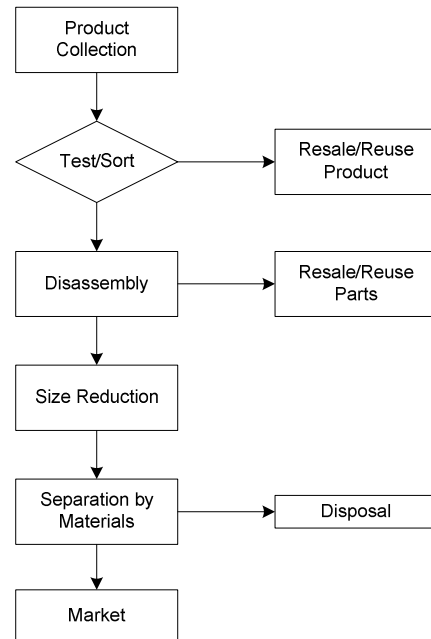 Product
Collection
Test/Sort
Resale/Reuse
Product
Disassembly
Resale/Reuse
Parts
Size Reduction
Separation by
Materials
Disposal
Market